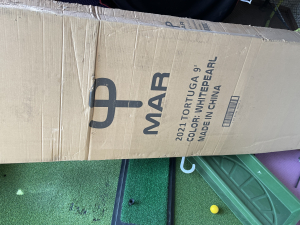 MAR
2021 TORTUGA 9'
COLOR: WHITEPEARL
MADE IN CHINA